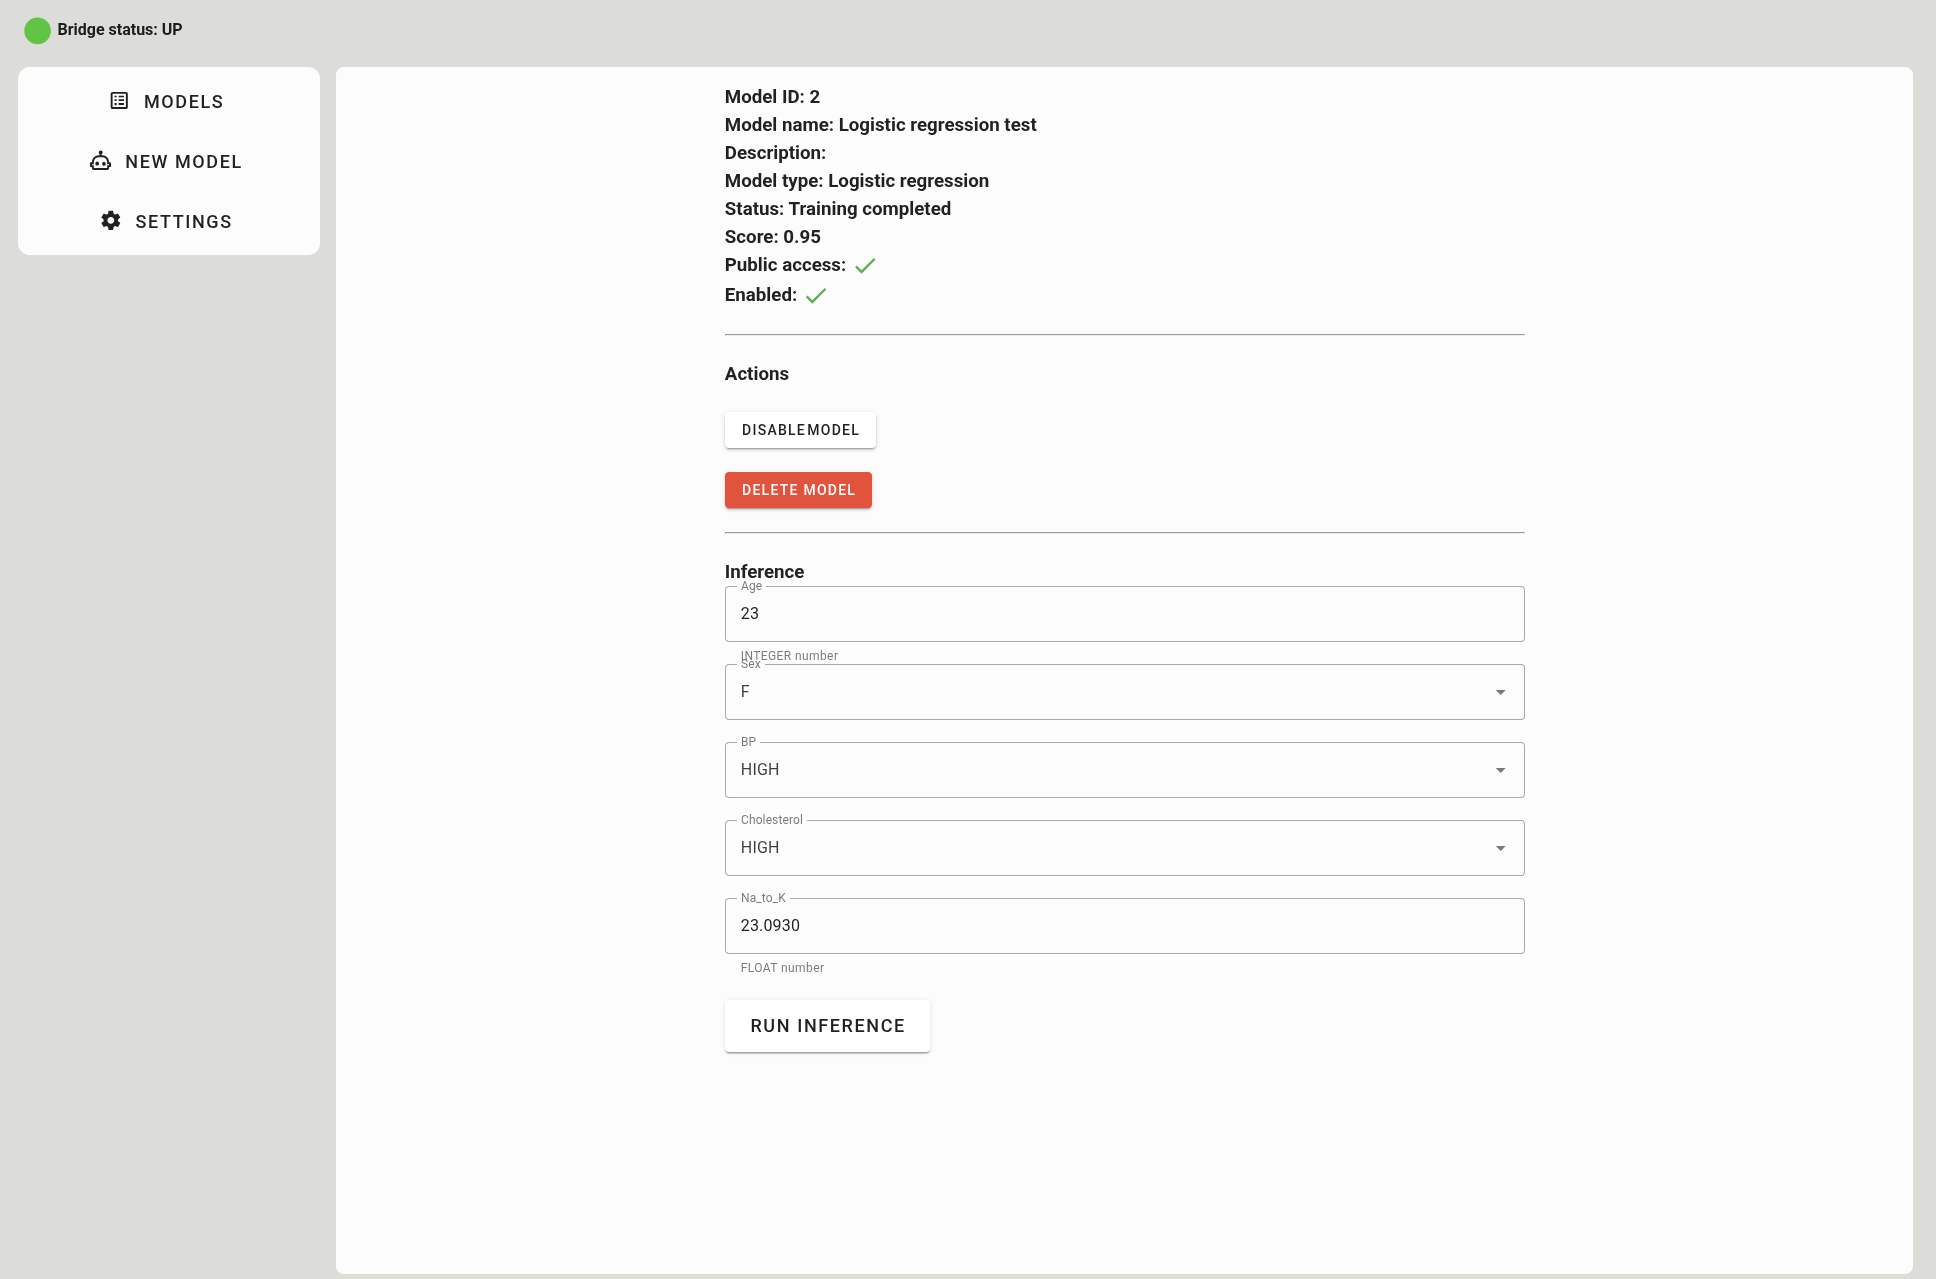 Bridge status: UP
MODELS
NEW MODEL
SETTINGS
Model ID: 2
Model name: Logistic regression test
Description:
Model type: Logistic regression
Status: Training completed
Score: 0.95
Public access:
Enabled:
Actions
DISABLEMODEL
DELETE MODEL
Inference
Age
23
INTEGER number
Sex
F
BP
HIGH
Cholesterol
HIGH
Na_to_K
23.0930
FLOAT number
RUN INFERENCE